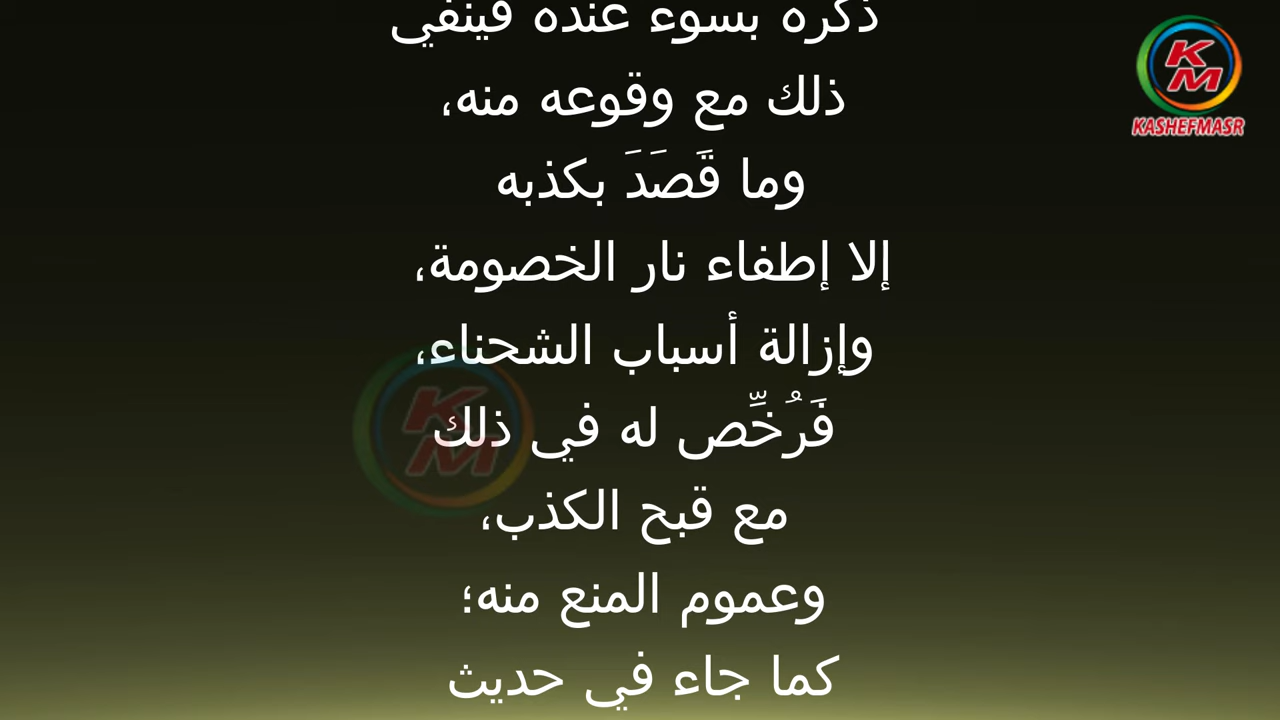 ذكره بسوء عنده فينفي
ذلك مع وقوعه منه،
وما قَصَدَ بكذبه
إلا إطفاء نار الخصومة،
وإزالة أسباب الشحناء،
فَرُخِّص له في ذلك
مع قبح الكذب،
وعموم المنع منه؛
كما جاء في حديث
KM
KASHEFMASR
KM